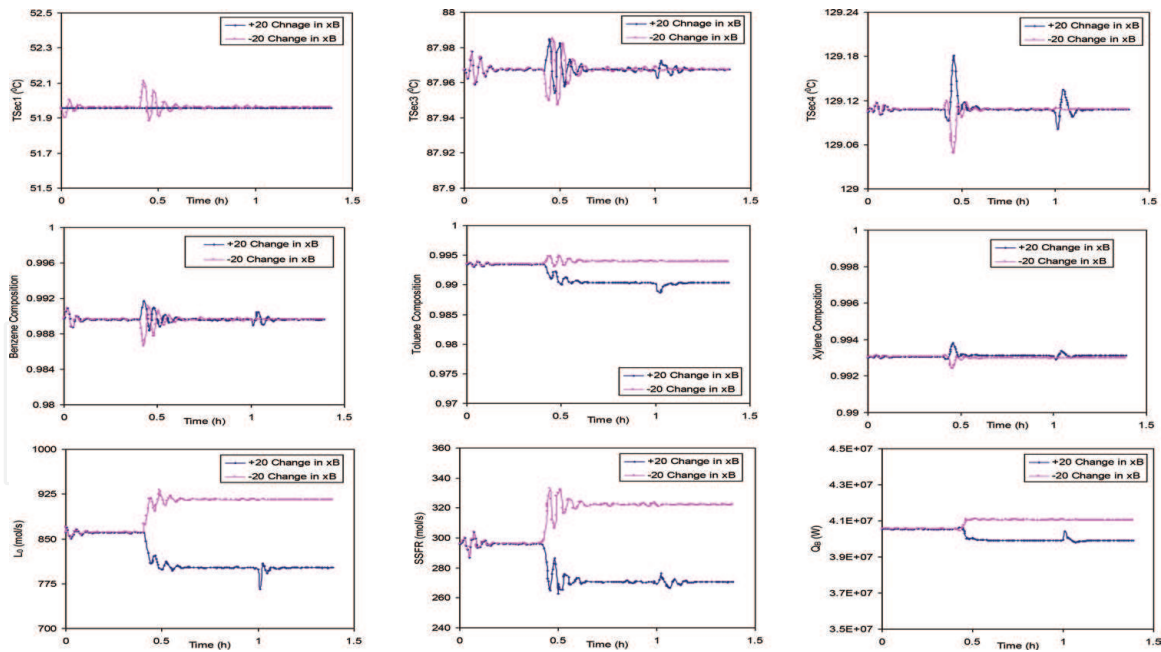 52.5
52.3
52.1
51.9
51.7
51.5
TSec1 (⁰C)
+20 Chnage in xB
-20 Change in xB
0 0.5 1 1.5
Time (h)
88
87.98
87.96
87.94
87.92
87.9
TSec3 (⁰C)
+20 Change in xB
-20 Change in xB
0 0.5 1 1.5
Time (h)
129.24
129.18
129.12
129.06
129
TSec4 (⁰C)
+20 Change in xB
-20 Change in xB
0 0.5 1 1.5
Time (h)
1
0.996
0.992
0.988
0.984
0.98
Benzene Composition
+20 Change in xB
-20 Change in xB
0 0.5 1 1.5
Time (h)
1
0.995
0.99
0.985
0.98
0.975
0.97
Toluene Composition
+20 Change in xB
-20 Change in xB
0 0.5 1 1.5
Time (h)
1
0.998
0.996
0.994
0.992
0.99
Xylene Composition
+20 Change in xB
-20 Change in xB
0 0.5 1 1.5
Time (h)
1000
925
850
775
700
L₀ (mol/s)
+20 Change in xB
-20 Change in xB
0 0.5 1 1.5
Time (h)
360
340
320
300
280
260
240
SSFR (mol/s)
+20 Change in xB
-20 Change in xB
0 0.5 1 1.5
Time (h)
4.5E+07
4.3E+07
4.1E+07
3.9E+07
3.7E+07
3.5E+07
Q_B (W)
+20 Change in xB
-20 Change in xB
0 0.5 1 1.5
Time (h)